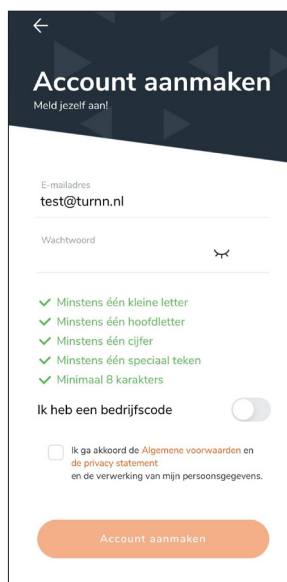 Account aanmaken
Meld jezelf aan!
E-mailadres
test@turnn.nl
Wachtwoord
Minstens één kleine letter
Minstens één hoofdletter
Minstens één cijfer
Minstens één speciaal teken
Minimaal 8 karakters
Ik heb een bedrijfscode
Ik ga akkoord de Algemene voorwaarden en
de privacy statement
en de verwerking van mijn persoonsgegevens.
Account aanmaken